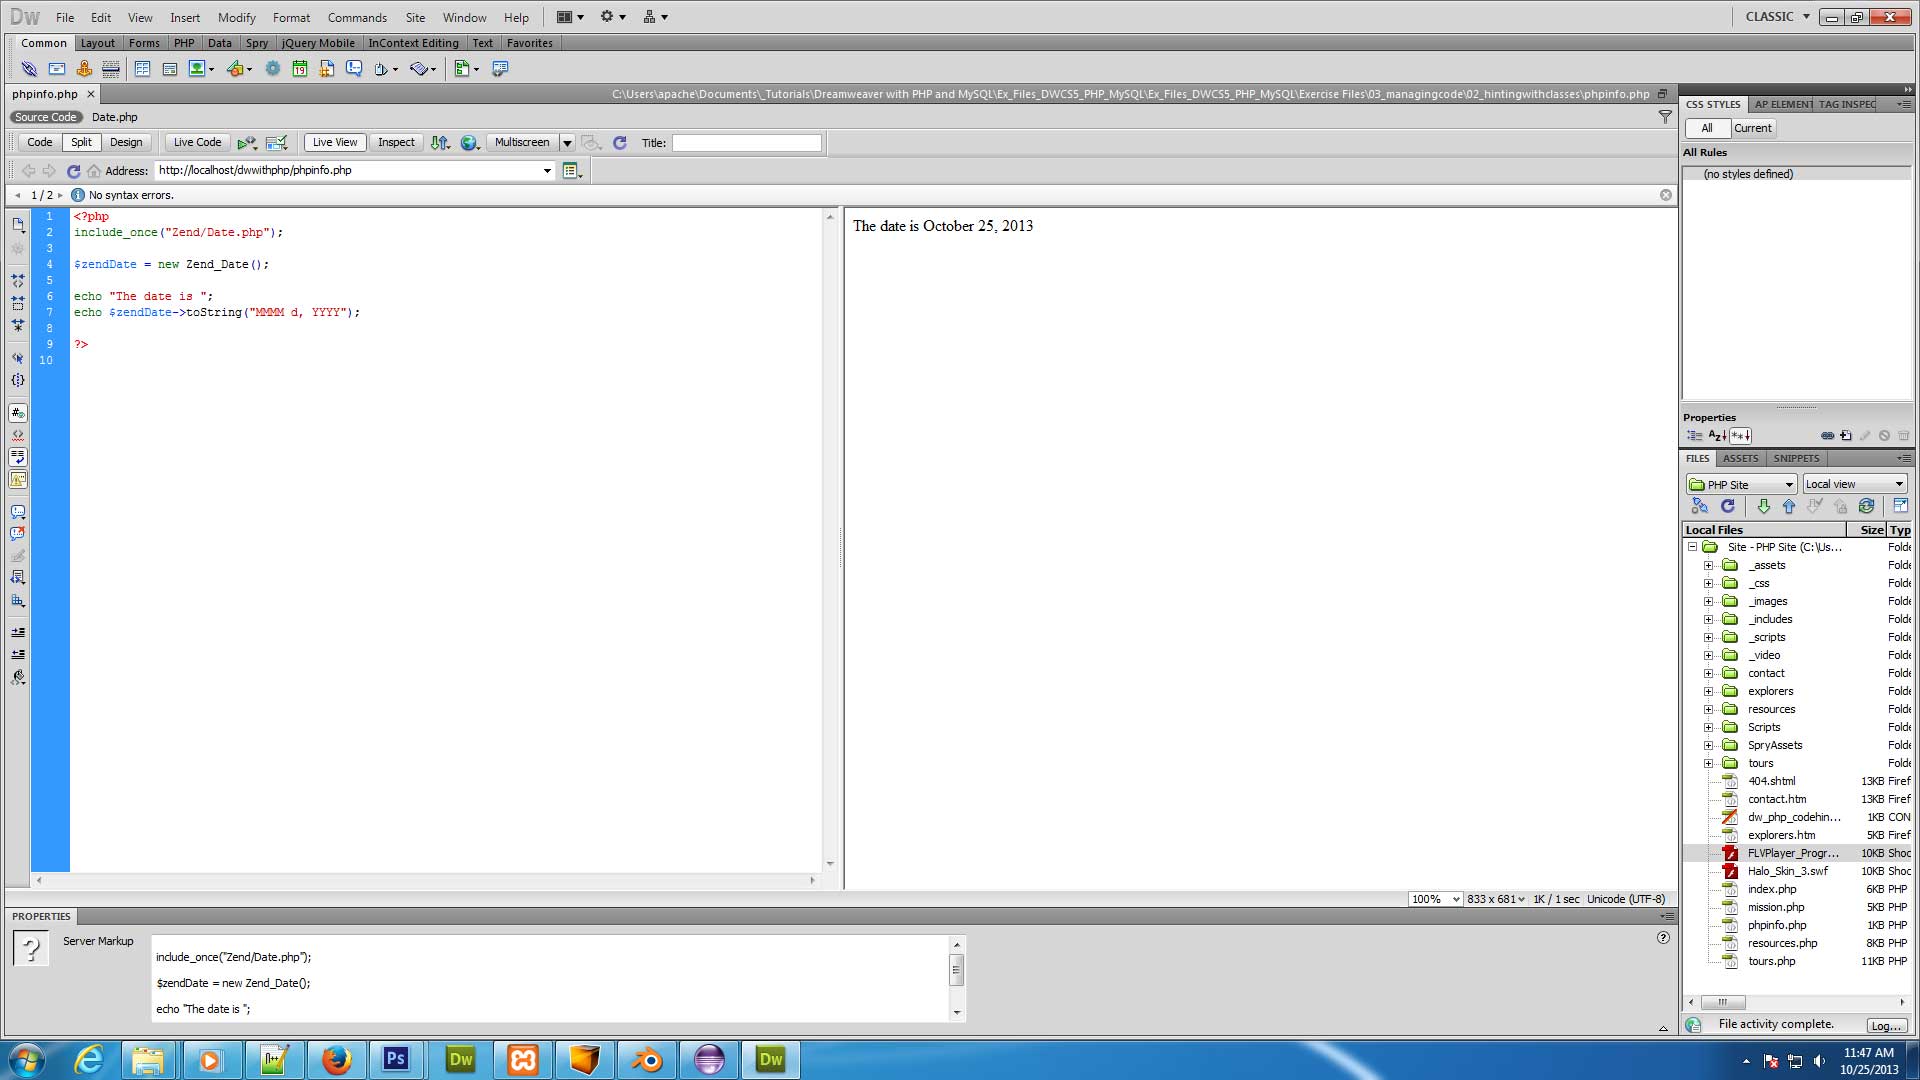 Dw File Edit View Insert Modify Format Commands Site Window Help CLASSIC
Common Layout Forms PHP Data Spry jQuery Mobile InContext Editing Text Favorites
phpinfo.php C:\Users\apache\Documents\_Tutorials\Dreamweaver with PHP and MySQL\Ex_Files_DWCS5_PHP_MySQL\Ex_Files_DWCS5_PHP_MySQL\Exercise Files\03_managingcode\02_hintingwithclasses\phpinfo.php
Source Code Date.php
Code Split Design Live Code Live View Inspect Multiscreen Title:
Address: http://localhost/dwwithphp/phpinfo.php
1 / 2 No syntax errors.
1 <?php
2 include_once("Zend/Date.php");
3
4 $zendDate = new Zend_Date();
5
6 echo "The date is ";
7 echo $zendDate->toString("MMMM d, YYYY");
8
9 ?>
10
The date is October 25, 2013
100% 833 x 681 1K / 1 sec Unicode (UTF-8)
PROPERTIES
Server Markup
include_once("Zend/Date.php");
$zendDate = new Zend_Date();
echo "The date is ";
CSS STYLES AP ELEMENT TAG INSPEC
All Current
All Rules
(no styles defined)
Properties
FILES ASSETS SNIPPETS
PHP Site Local view
Local Files Size Typ
Site - PHP Site (C:\Us... Folde
_assets Folde
_css Folde
_images Folde
_includes Folde
_scripts Folde
_video Folde
contact Folde
explorers Folde
resources Folde
Scripts Folde
SpryAssets Folde
tours Folde
404.shtml 13KB Firef
contact.htm 13KB Firef
dw_php_codehin... 1KB CON
explorers.htm 5KB Firef
FLVPlayer_Progr... 10KB Shoc
Halo_Skin_3.swf 10KB Shoc
index.php 6KB PHP
mission.php 5KB PHP
phpinfo.php 1KB PHP
resources.php 8KB PHP
tours.php 11KB PHP
File activity complete. Log...
Ps Dw Dw
11:47 AM
10/25/2013